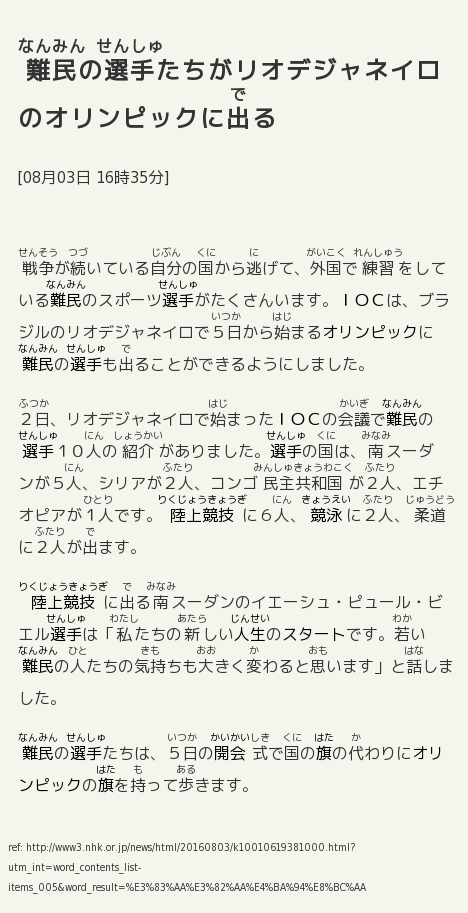 なんみん せんしゅ
難民の選手たちがリオデジャネイロ
で
のオリンピックに出る
[08月03日 16時35分]
せんそう つづ じぶん くに に がいこく れんしゅう
戦争が続いている自分の国から逃げて、外国で 練習 をして
なんみん せんしゅ
いる難民のスポーツ選手がたくさんいます。ＩＯＣは、ブラ
いつか はじ
ジルのリオデジャネイロで５日から始まるオリンピックに
なんみん せんしゅ で
難民の選手も出ることができるようにしました。
ふつか はじ かいぎ なんみん
２日、リオデジャネイロで始まったＩＯＣの会議で難民の
せんしゅ にん しょうかい せんしゅ くに みなみ
選手１０人の 紹介 がありました。選手の国は、南スーダ
にん ふたり みんしゅきょうわこく ふたり
ンが５人、シリアが２人、コンゴ 民主共和国 が２人、エチ
ひとり りくじょうきょうぎ にん きょうえい ふたり じゅうどう
オピアが１人です。 陸上競技 に６人、 競泳 に２人、 柔道
ふたり で
に２人が出ます。
りくじょうきょうぎ で みなみ
陸上競技 に出る南スーダンのイエーシュ・ピュール・ビ
せんしゅ わたし あたら じんせい わか
エル選手は「私たちの新しい人生のスタートです。若い
なんみん ひと きも おお か おも はな
難民の人たちの気持ちも大きく変わると思います」と話しま
した。
なんみん せんしゅ いつか かいかいしき くに はた か
難民の選手たちは、５日の開会 式で国の旗の代わりにオリ
はた も ある
ンピックの旗を持って歩きます。
ref: http://www3.nhk.or.jp/news/html/20160803/k10010619381000.html?
utm_int=word_contents_list-
items_005&word_result=%E3%83%AA%E3%82%AA%E4%BA%94%E8%BC%AA